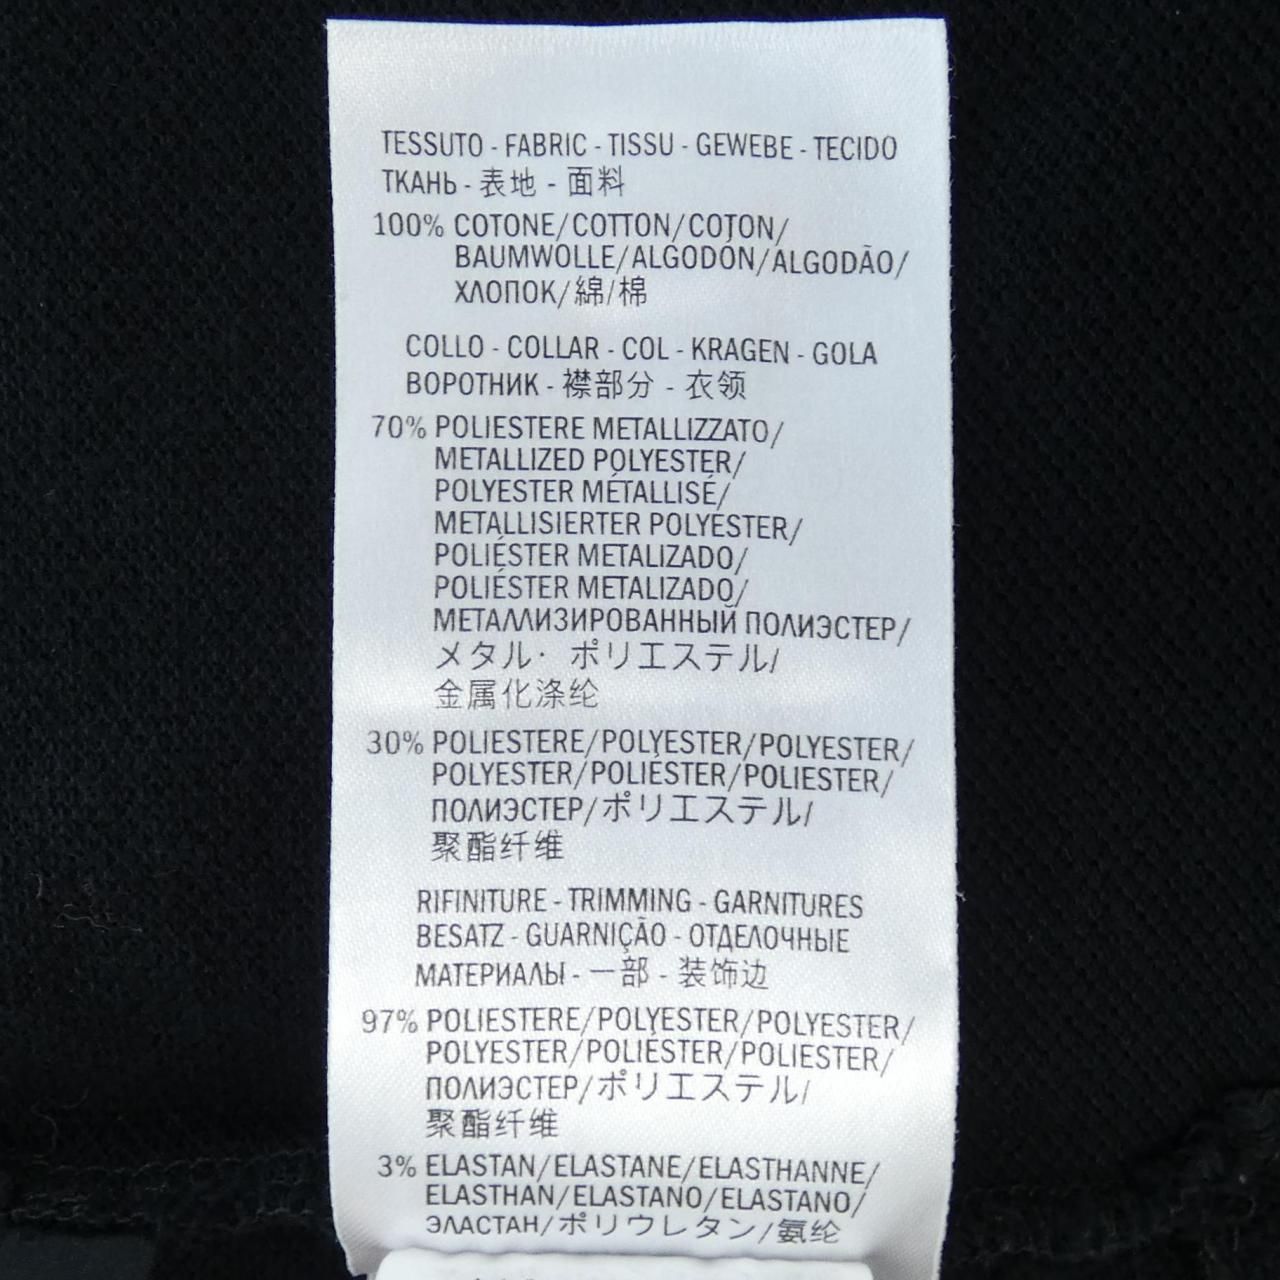 TESSUTO - FABRIC - TISSU - GEWEBE - TECIDO
ТКАНЬ - 表地 - 面料
100% COTONE/COTTON/COTON/
BAUMWOLLE/ALGODÓN/ALGODÃO/
ХЛОПОК/綿/棉
COLLO - COLLAR - COL - KRAGEN - GOLA
ВОРОТНИК - 襟部分 - 衣领
70% POLIESTERE METALLIZZATO/
METALLIZED POLYESTER/
POLYESTER MÉTALLISÉ/
METALLISIERTER POLYESTER/
POLIÉSTER METALIZADO/
POLIÉSTER METALIZADO/
МЕТАЛЛИЗИРОВАННЫЙ ПОЛИЭСТЕР/
メタル· ポリエステル/
金属化涤纶
30% POLIESTERE/POLYESTER/POLYESTER/
POLYESTER/POLIÉSTER/POLIESTER/
ПОЛИЭСТЕР/ポリエステル/
聚酯纤维
RIFINITURE - TRIMMING - GARNITURES
BESATZ - GUARNIÇÃO - ОТДЕЛОЧНЫЕ
МАТЕРИАЛЫ - 一部 - 装饰边
97% POLIESTERE/POLYESTER/POLYESTER/
POLYESTER/POLIÉSTER/POLIESTER/
ПОЛИЭСТЕР/ポリエステル/
聚酯纤维
3% ELASTAN/ELASTANE/ELASTHANNE/
ELASTHAN/ELASTANO/ELASTANO/
ЭЛАСТАН/ポリウレタン/氨纶